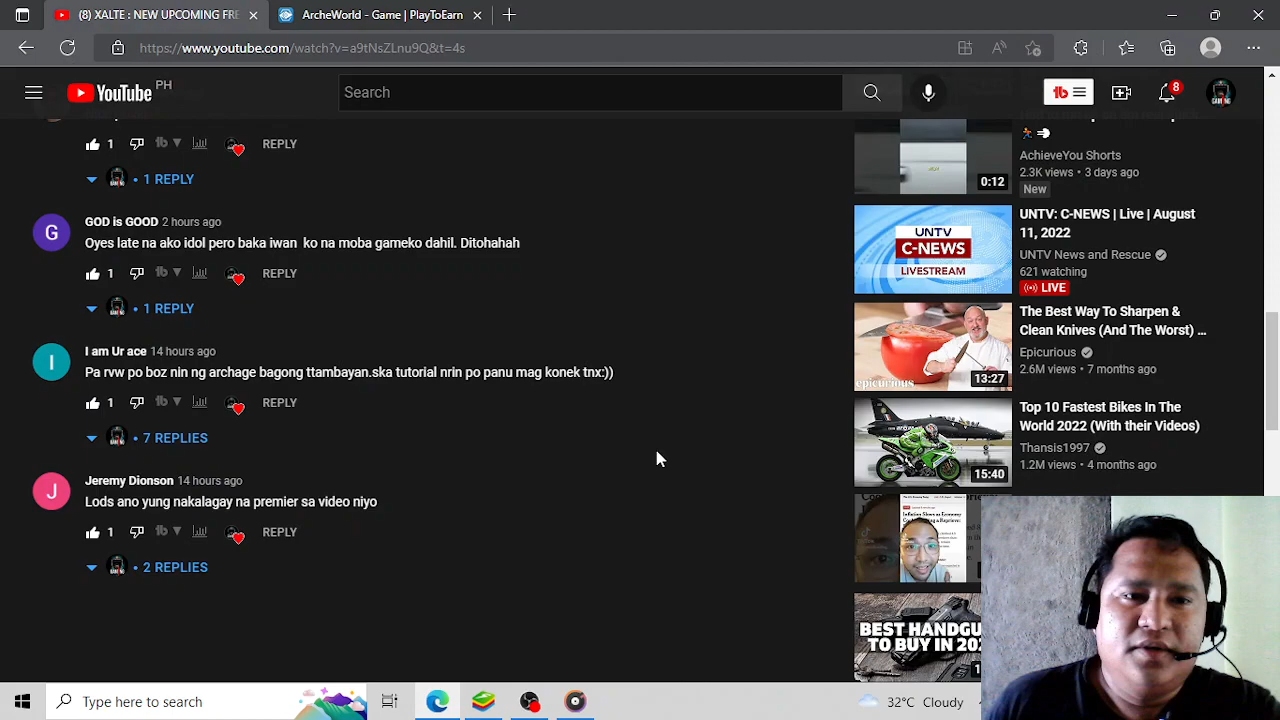 (8) XALTE : NEW UPCOMING FRE
ArcheWorld - Game | PlayToEarn
https://www.youtube.com/watch?v=a9tNsZLnu9Q&t=4s
YouTube PH
Search
tb
8
1 REPLY
1
• 1 REPLY
GOD is GOOD 2 hours ago
Oyes late na ako idol pero baka iwan ko na moba gameko dahil. Ditohahah
1 REPLY
• 1 REPLY
I am Ur ace 14 hours ago
Pa rvw po boz nin ng archage bagong ttambayan.ska tutorial nrin po panu mag konek tnx:))
1 REPLY
• 7 REPLIES
Jeremy Dionson 14 hours ago
Lods ano yung nakalagay na premier sa video niyo
1 REPLY
• 2 REPLIES
0:12
AchieveYou Shorts
2.3K views • 3 days ago
New
UNTV
C-NEWS
LIVESTREAM
UNTV: C-NEWS | Live | August
11, 2022
UNTV News and Rescue
621 watching
LIVE
epicurious
13:27
The Best Way To Sharpen &
Clean Knives (And The Worst) ...
Epicurious
2.6M views • 7 months ago
15:40
Top 10 Fastest Bikes In The
World 2022 (With their Videos)
Thansis1997
1.2M views • 4 months ago
BEST HANDGU
TO BUY IN 202
Type here to search
32°C Cloudy